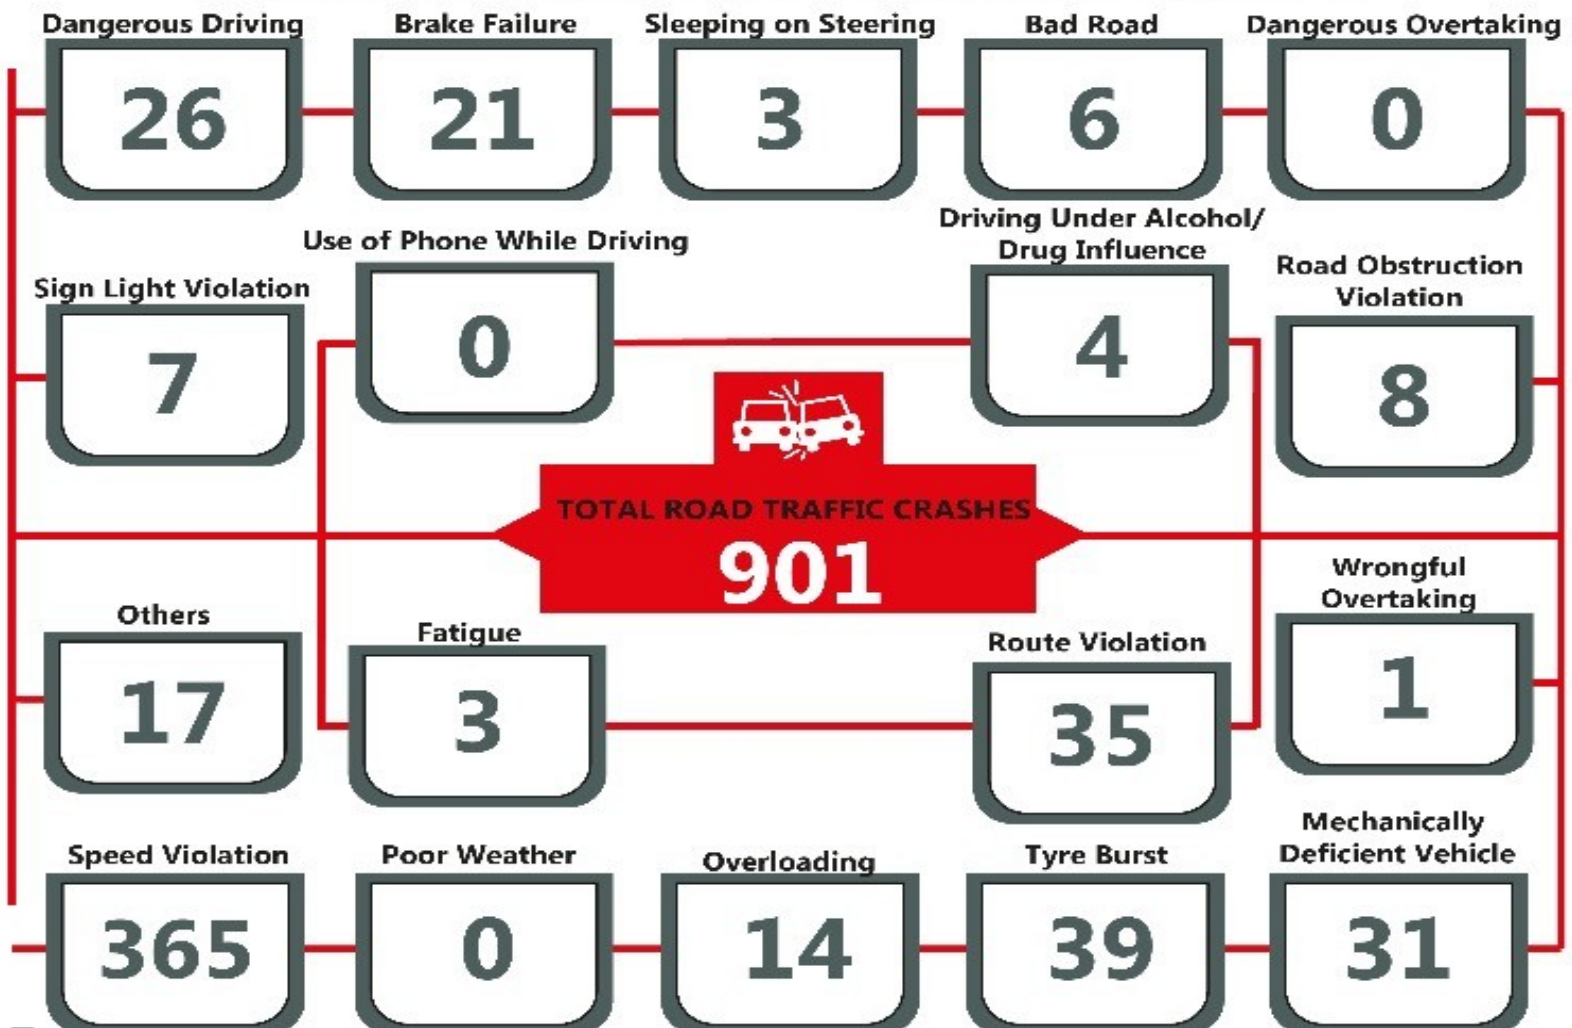 Dangerous Driving
26
Brake Failure
21
Sleeping on Steering
3
Bad Road
6
Dangerous Overtaking
0
Sign Light Violation
7
Use of Phone While Driving
0
Driving Under Alcohol/
Drug Influence
4
Road Obstruction
Violation
8
TOTAL ROAD TRAFFIC CRASHES
901
Others
17
Fatigue
3
Route Violation
35
Wrongful
Overtaking
1
Speed Violation
365
Poor Weather
0
Overloading
14
Tyre Burst
39
Mechanically
Deficient Vehicle
31